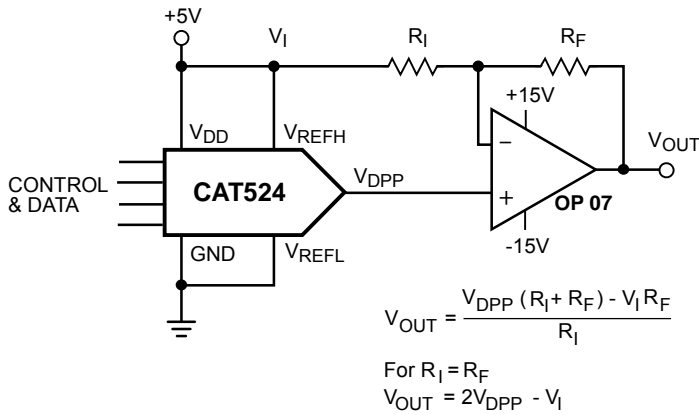 +5V
V_I R_I R_F
+15V
V_DD V_REFH
V_OUT
−
CONTROL
& DATA
CAT524
V_DPP
+
OP 07
GND V_REFL
-15V
V_OUT = V_DPP (R_I + R_F) - V_I R_F / R_I
For R_I = R_F
V_OUT = 2V_DPP - V_I